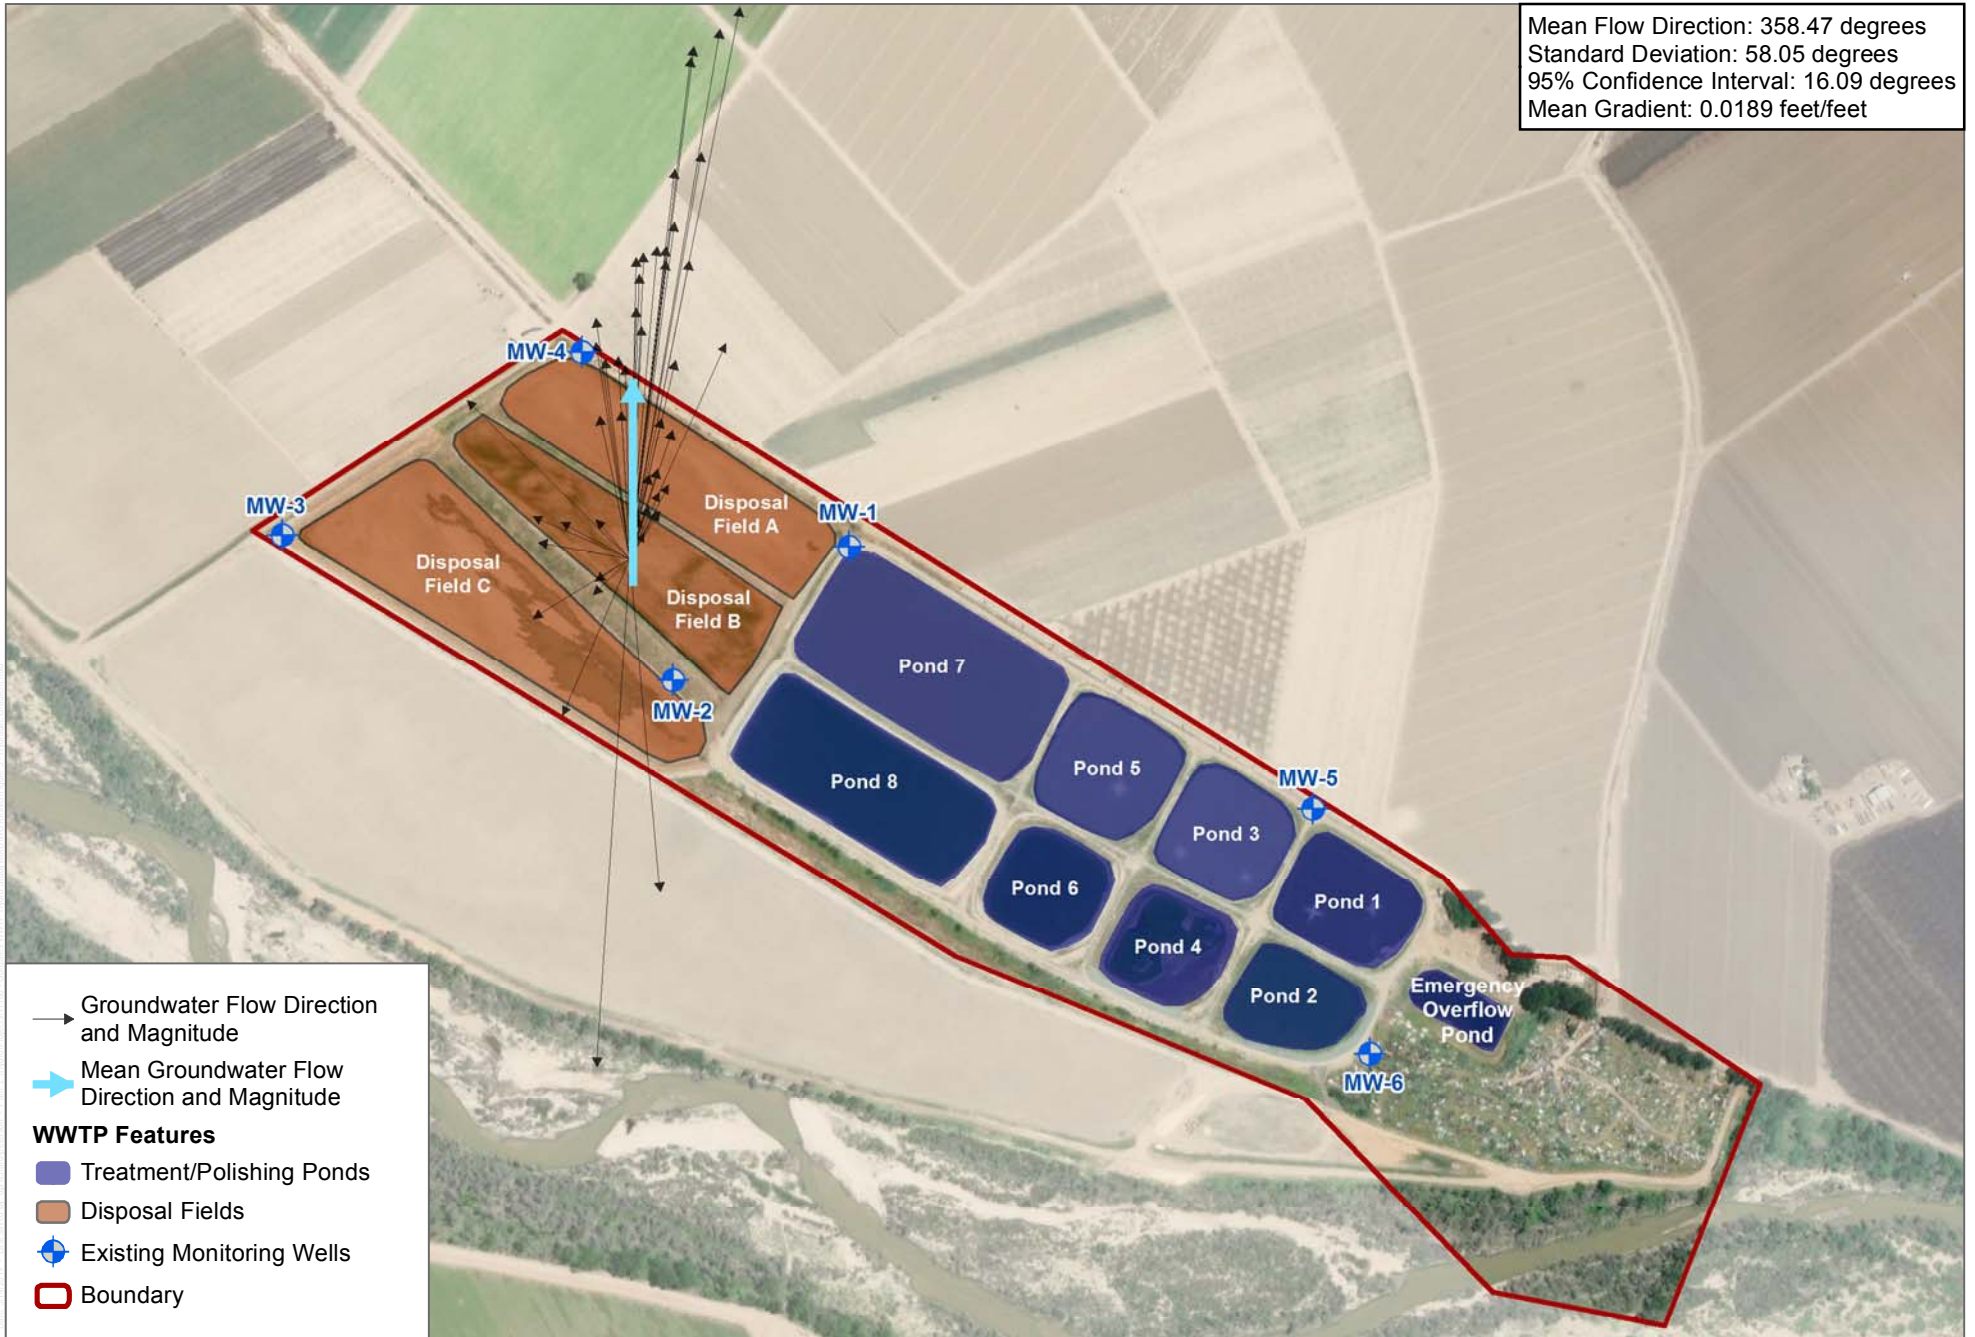 Mean Flow Direction: 358.47 degrees
Standard Deviation: 58.05 degrees
95% Confidence Interval: 16.09 degrees
Mean Gradient: 0.0189 feet/feet
MW-4
MW-3
MW-1
Disposal
Field A
Disposal
Field C
Disposal
Field B
MW-2
Pond 7
Pond 8
Pond 5
MW-5
Pond 3
Pond 6
Pond 1
Pond 4
Pond 2
Emergency
Overflow
Pond
MW-6
Groundwater Flow Direction
and Magnitude
Mean Groundwater Flow
Direction and Magnitude
WWTP Features
Treatment/Polishing Ponds
Disposal Fields
Existing Monitoring Wells
Boundary